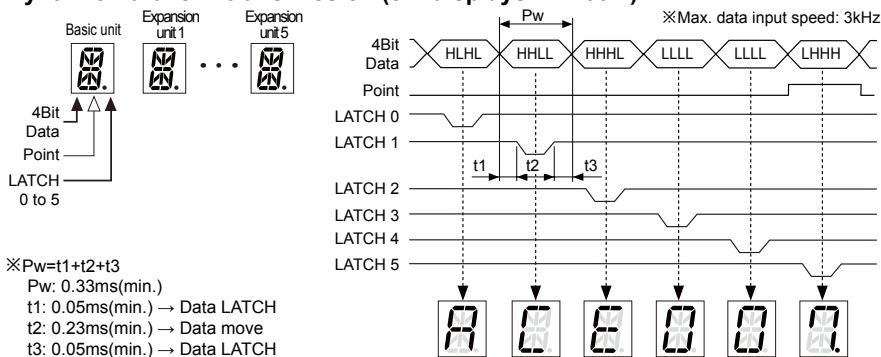 Basic unit
Expansion unit 1
Expansion unit 5
4Bit Data
Point
LATCH 0 to 5
※Pw=t1+t2+t3
Pw: 0.33ms(min.)
t1: 0.05ms(min.) → Data LATCH
t2: 0.23ms(min.) → Data move
t3: 0.05ms(min.) → Data LATCH
Pw
※Max. data input speed: 3kHz
4Bit Data
HLHL HHLL HHHL LLLL LLLL LHHH
Point
LATCH 0
LATCH 1
t1 t2 t3
LATCH 2
LATCH 3
LATCH 4
LATCH 5
A C E 0 0 7.